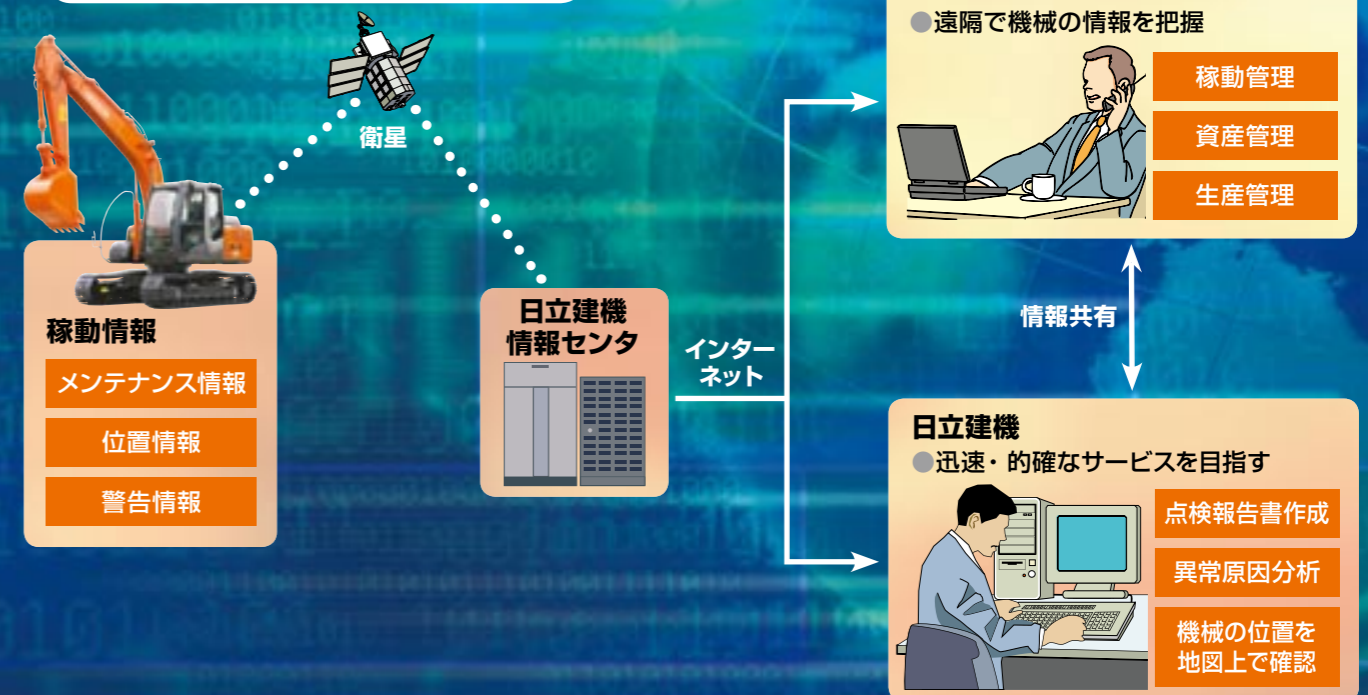 衛星
稼動情報
メンテナンス情報
位置情報
警告情報
日立建機
情報センタ
インター
ネット
●遠隔で機械の情報を把握
稼動管理
資産管理
生産管理
情報共有
日立建機
●迅速・的確なサービスを目指す
点検報告書作成
異常原因分析
機械の位置を
地図上で確認